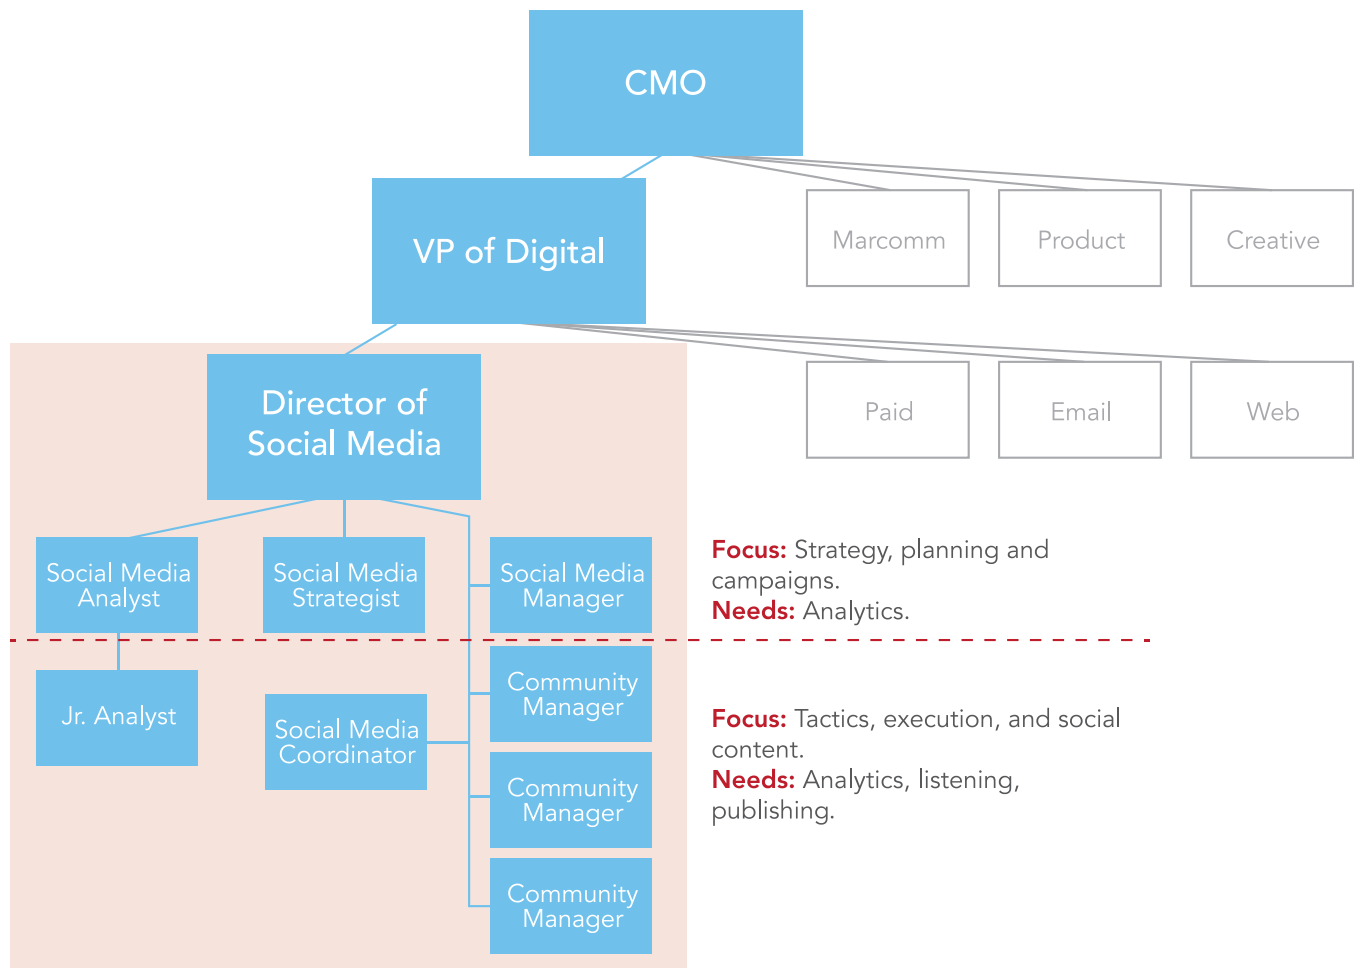 CMO
VP of Digital
Marcomm
Product
Creative
Director of
Social Media
Paid
Email
Web
Social Media
Analyst
Social Media
Strategist
Social Media
Manager
Focus: Strategy, planning and
campaigns.
Needs: Analytics.
Jr. Analyst
Social Media
Coordinator
Community
Manager
Community
Manager
Community
Manager
Focus: Tactics, execution, and social
content.
Needs: Analytics, listening,
publishing.